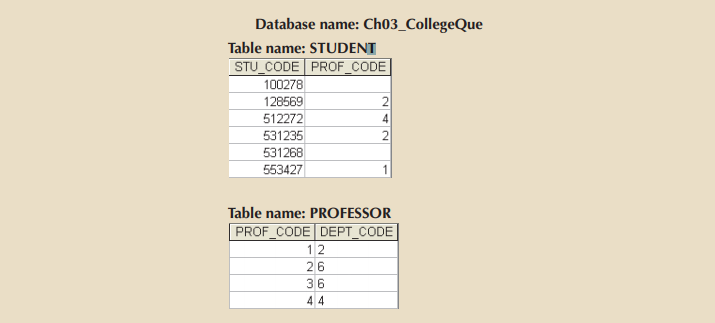 Database name: Ch03_CollegeQue
Table name: STUDENT
STU_CODE PROF_CODE
100278
128569 2
512272 4
531235 2
531268
553427 1
Table name: PROFESSOR
PROF_CODE DEPT_CODE
1 2
2 6
3 6
4 4